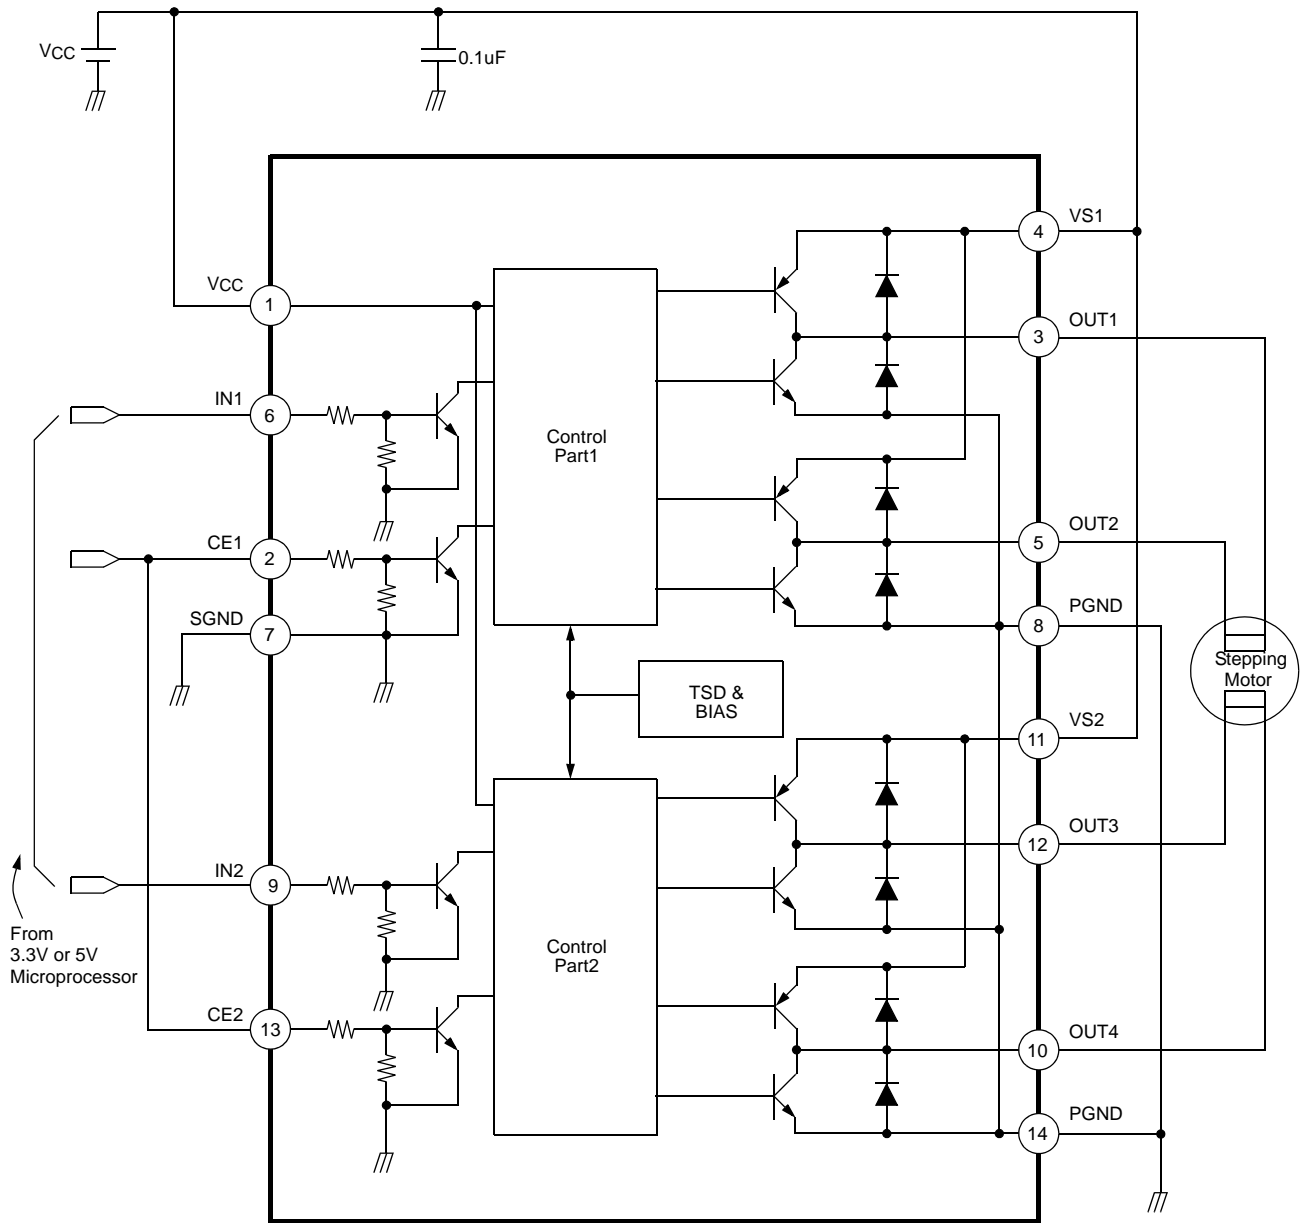 VCC
0.1uF
4
VS1
VCC
1
3
OUT1
IN1
6
Control
Part1
CE1
2
5
OUT2
SGND
7
8
PGND
Stepping
Motor
TSD &
BIAS
11
VS2
12
OUT3
IN2
9
From
3.3V or 5V
Microprocessor
Control
Part2
CE2
13
10
OUT4
14
PGND